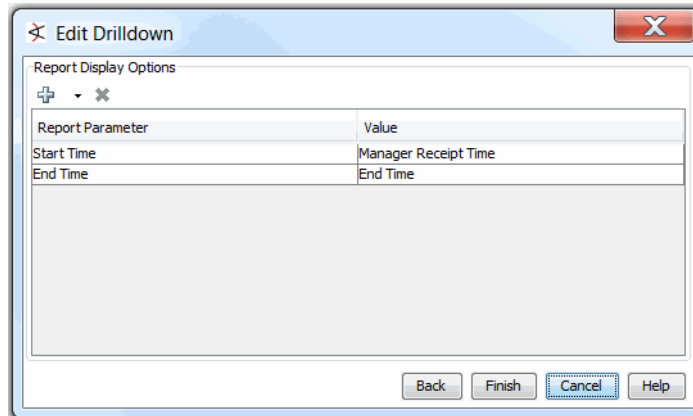 Edit Drilldown
Report Display Options
Report Parameter Value
Start Time Manager Receipt Time
End Time End Time
Back Finish Cancel Help